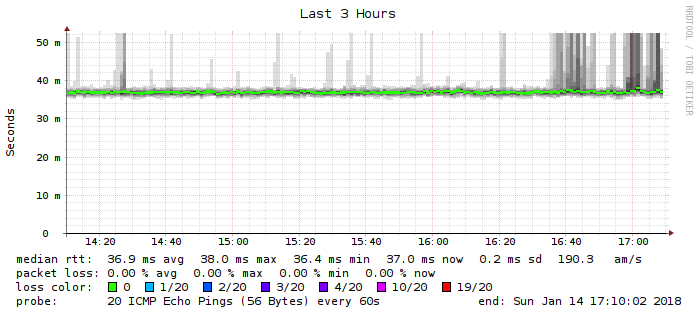 Last 3 Hours
RRDTOOL / TOBI OETIKER
Seconds
50 m
40 m
30 m
20 m
10 m
0
14:20 14:40 15:00 15:20 15:40 16:00 16:20 16:40 17:00
median rtt: 36.9 ms avg 38.0 ms max 36.4 ms min 37.0 ms now 0.2 ms sd 190.3 am/s
packet loss: 0.00 % avg 0.00 % max 0.00 % min 0.00 % now
loss color: 0 1/20 2/20 3/20 4/20 10/20 19/20
probe: 20 ICMP Echo Pings (56 Bytes) every 60s end: Sun Jan 14 17:10:02 2018